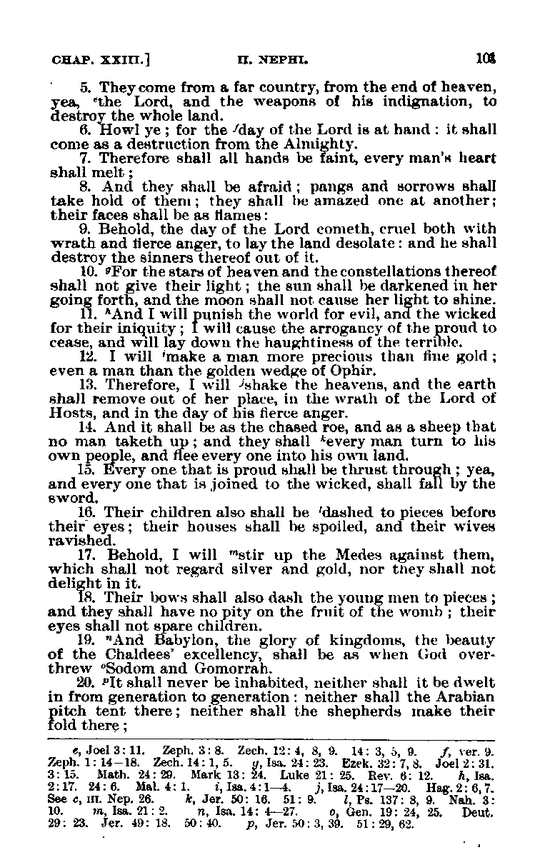 CHAP. XXIII.] II. NEPHI. 103
5. They come from a far country, from the end of heaven,
yea, ᵉthe Lord, and the weapons of his indignation, to
destroy the whole land.
6. Howl ye ; for the ᶠday of the Lord is at hand : it shall
come as a destruction from the Almighty.
7. Therefore shall all hands be faint, every man's heart
shall melt ;
8. And they shall be afraid ; pangs and sorrows shall
take hold of them ; they shall be amazed one at another;
their faces shall be as flames :
9. Behold, the day of the Lord cometh, cruel both with
wrath and fierce anger, to lay the land desolate : and he shall
destroy the sinners thereof out of it.
10. ᵍFor the stars of heaven and the constellations thereof
shall not give their light ; the sun shall be darkened in her
going forth, and the moon shall not cause her light to shine.
11. ʰAnd I will punish the world for evil, and the wicked
for their iniquity ; I will cause the arrogancy of the proud to
cease, and will lay down the haughtiness of the terrible.
12. I will ⁱmake a man more precious than fine gold ;
even a man than the golden wedge of Ophir.
13. Therefore, I will ʲshake the heavens, and the earth
shall remove out of her place, in the wrath of the Lord of
Hosts, and in the day of his fierce anger.
14. And it shall be as the chased roe, and as a sheep that
no man taketh up ; and they shall ᵏevery man turn to his
own people, and flee every one into his own land.
15. Every one that is proud shall be thrust through ; yea,
and every one that is joined to the wicked, shall fall by the
sword.
16. Their children also shall be ˡdashed to pieces before
their eyes ; their houses shall be spoiled, and their wives
ravished.
17. Behold, I will ᵐstir up the Medes against them,
which shall not regard silver and gold, nor they shall not
delight in it.
18. Their bows shall also dash the young men to pieces ;
and they shall have no pity on the fruit of the womb ; their
eyes shall not spare children.
19. ⁿAnd Babylon, the glory of kingdoms, the beauty
of the Chaldees' excellency, shall be as when God over-
threw ᵒSodom and Gomorrah.
20. ᵖIt shall never be inhabited, neither shall it be dwelt
in from generation to generation : neither shall the Arabian
pitch tent there ; neither shall the shepherds make their
fold there ;
e, Joel 3: 11. Zeph. 3: 8. Zech. 12: 4, 8, 9. 14: 3, 5, 9. f, ver. 9.
Zeph. 1: 14—18. Zech. 14: 1, 5. g, Isa. 24: 23. Ezek. 32: 7, 8. Joel 2: 31.
3: 15. Math. 24: 29. Mark 13: 24. Luke 21: 25. Rev. 6: 12. h, Isa.
2: 17. 24: 6. Mal. 4: 1. i, Isa. 4: 1—4. j, Isa. 24: 17—20. Hag. 2: 6, 7.
See c, III. Nep. 26. k, Jer. 50: 16. 51: 9. l, Ps. 137: 8, 9. Nah. 3:
10. m, Isa. 21: 2. n, Isa. 14: 4—27. o, Gen. 19: 24, 25. Deut.
29: 23. Jer. 49: 18. 50: 40. p, Jer. 50: 3, 39. 51: 29, 62.